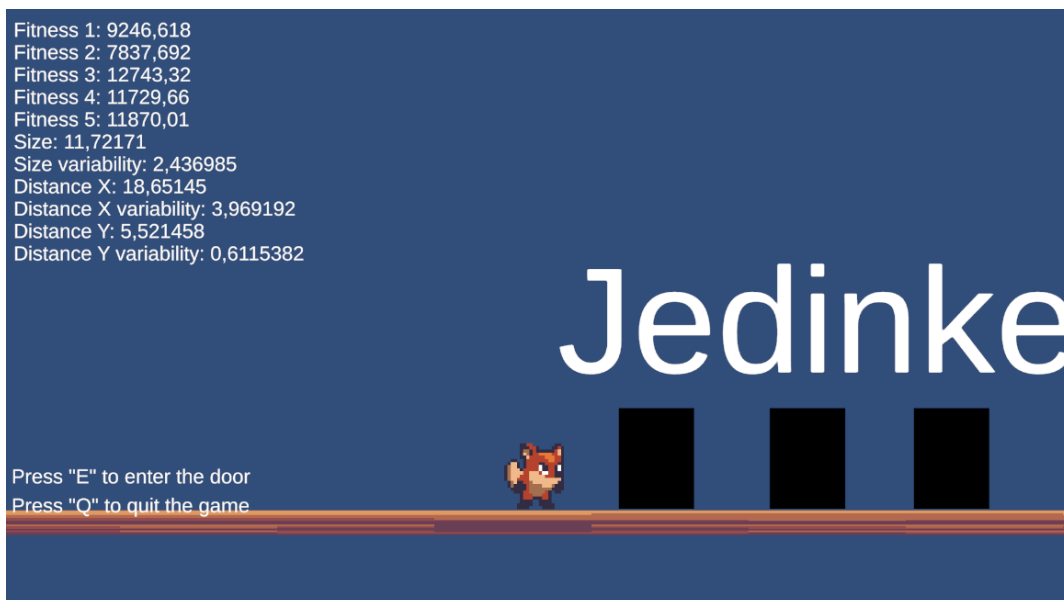 Fitness 1: 9246,618
Fitness 2: 7837,692
Fitness 3: 12743,32
Fitness 4: 11729,66
Fitness 5: 11870,01
Size: 11,72171
Size variability: 2,436985
Distance X: 18,65145
Distance X variability: 3,969192
Distance Y: 5,521458
Distance Y variability: 0,6115382
Jedinke
Press "E" to enter the door
Press "Q" to quit the game